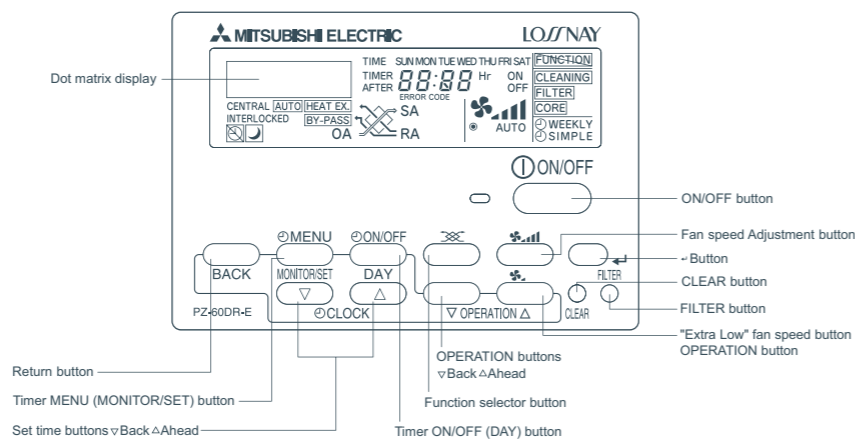 MITSUBISHI ELECTRIC
LOSSNAY
Dot matrix display
TIME SUN MON TUE WED THU FRI SAT
TIMER
AFTER
88:88 Hr
ON
OFF
ERROR CODE
FUNCTION
CLEANING
FILTER
CORE
WEEKLY
SIMPLE
CENTRAL AUTO HEAT EX.
INTERLOCKED BY-PASS
SA
OA
RA
AUTO
ON/OFF
ON/OFF button
MENU
ON/OFF
Fan speed Adjustment button
↵Button
BACK
MONITOR/SET
DAY
FILTER
CLEAR button
▽
△
PZ-60DR-E
CLOCK
▽ OPERATION △
CLEAR
FILTER button
"Extra Low" fan speed button
OPERATION button
OPERATION buttons
▽Back △Ahead
Return button
Timer MENU (MONITOR/SET) button
Function selector button
Set time buttons ▽Back △Ahead
Timer ON/OFF (DAY) button